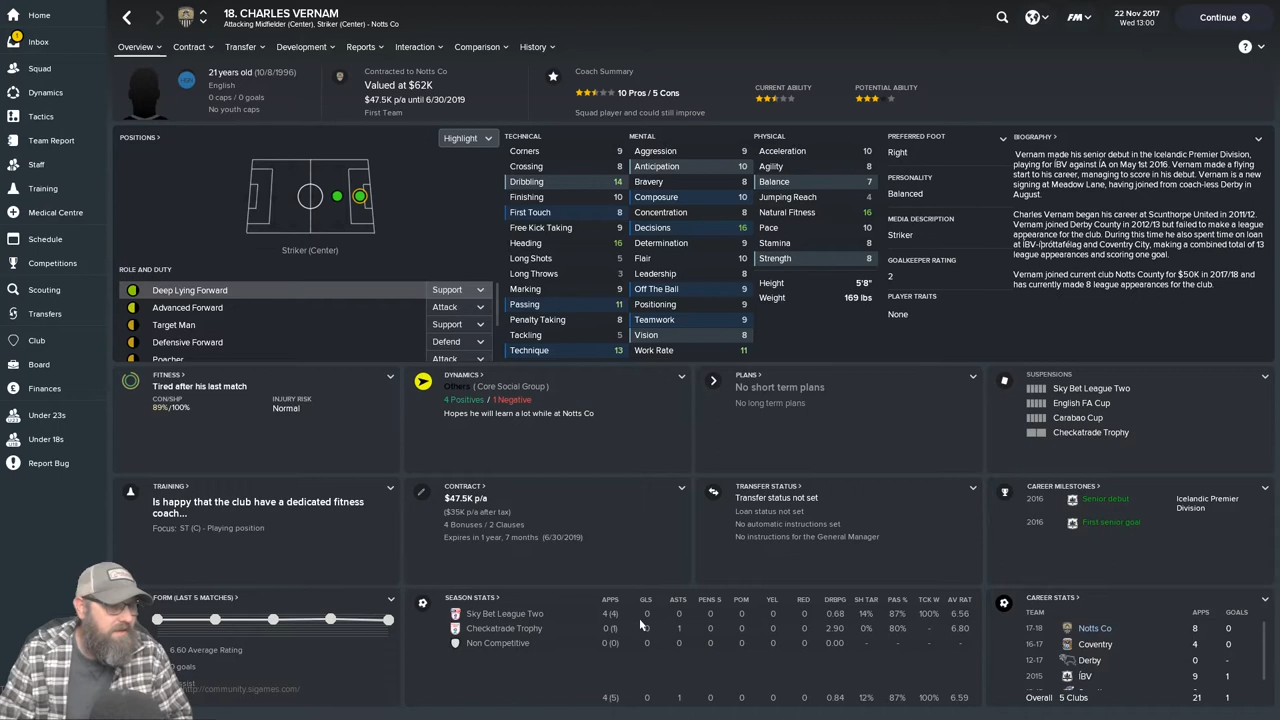 Home
Inbox
Squad
Dynamics
Tactics
Team Report
Staff
Training
Medical Centre
Schedule
Competitions
Scouting
Transfers
Club
Board
Finances
Under 23s
Under 18s
Report Bug
18. CHARLES VERNAM
Attacking Midfielder (Center), Striker (Center) - Notts Co
FM
22 Nov 2017
Wed 13:00
Continue
Overview
Contract
Transfer
Development
Reports
Interaction
Comparison
History
21 years old (10/8/1996)
English
0 caps / 0 goals
No youth caps
Contracted to Notts Co
Valued at $62K
$47.5K p/a until 6/30/2019
First Team
Coach Summary
10 Pros / 5 Cons
Squad player and could still improve
CURRENT ABILITY
POTENTIAL ABILITY
POSITIONS >
Highlight
Striker (Center)
ROLE AND DUTY
Deep Lying Forward Support
Advanced Forward Attack
Target Man Support
Defensive Forward Defend
Poacher Attack
TECHNICAL
Corners 9
Crossing 8
Dribbling 14
Finishing 10
First Touch 8
Free Kick Taking 9
Heading 16
Long Shots 5
Long Throws 3
Marking 9
Passing 11
Penalty Taking 8
Tackling 5
Technique 13
MENTAL
Aggression 9
Anticipation 10
Bravery 8
Composure 10
Concentration 8
Decisions 16
Determination 9
Flair 10
Leadership 8
Off The Ball 9
Positioning 9
Teamwork 9
Vision 8
Work Rate 11
PHYSICAL
Acceleration 10
Agility 8
Balance 7
Jumping Reach 4
Natural Fitness 16
Pace 10
Stamina 8
Strength 8
Height 5'8"
Weight 169 lbs
PREFERRED FOOT
Right
PERSONALITY
Balanced
MEDIA DESCRIPTION
Striker
GOALKEEPER RATING
2
PLAYER TRAITS
None
BIOGRAPHY >
Vernam made his senior debut in the Icelandic Premier Division,
playing for ÍBV against ÍA on May 1st 2016. Vernam made a flying
start to his career, managing to score in his debut. Vernam is a new
signing at Meadow Lane, having joined from coach-less Derby in
August.
Charles Vernam began his career at Scunthorpe United in 2011/12.
Vernam joined Derby County in 2012/13 but failed to make a league
appearance for the club. During this time he also spent time on loan
at ÍBV-íþróttafélag and Coventry City, making a combined total of 13
league appearances and scoring one goal.
Vernam joined current club Notts County for $50K in 2017/18 and
has currently made 8 league appearances for the club.
FITNESS >
Tired after his last match
CON/SHP
89%/100%
INJURY RISK
Normal
DYNAMICS >
Others ( Core Social Group )
4 Positives / 1 Negative
Hopes he will learn a lot while at Notts Co
PLANS >
No short term plans
No long term plans
SUSPENSIONS
Sky Bet League Two
English FA Cup
Carabao Cup
Checkatrade Trophy
TRAINING >
Is happy that the club have a dedicated fitness
coach...
Focus: ST (C) - Playing position
CONTRACT >
$47.5K p/a
($35K p/a after tax)
4 Bonuses / 2 Clauses
Expires in 1 year, 7 months (6/30/2019)
TRANSFER STATUS >
Transfer status not set
Loan status not set
No automatic instructions set
No instructions for the General Manager
CAREER MILESTONES >
2016 Senior debut Icelandic Premier
Division
2016 First senior goal
FORM (LAST 5 MATCHES) >
6.60 Average Rating
goals
http://community.sigames.com/
SEASON STATS > APPS GLS ASTS PENS S POM YEL RED DRBPG SH TAR PAS % TCK W AV RAT
Sky Bet League Two 4 (4) 0 0 0 0 0 0 0.68 14% 87% 100% 6.56
Checkatrade Trophy 0 (1) 0 1 0 0 0 0 2.90 0% 80% - 6.80
Non Competitive 0 (0) 0 0 0 0 0 0 0.00 - - - -
4 (5) 0 1 0 0 0 0 0.84 12% 87% 100% 6.59
CAREER STATS >
TEAM APPS GOALS
17-18 Notts Co 8 0
16-17 Coventry 4 0
12-17 Derby 0 -
2015 ÍBV 9 1
Overall 5 Clubs 21 1